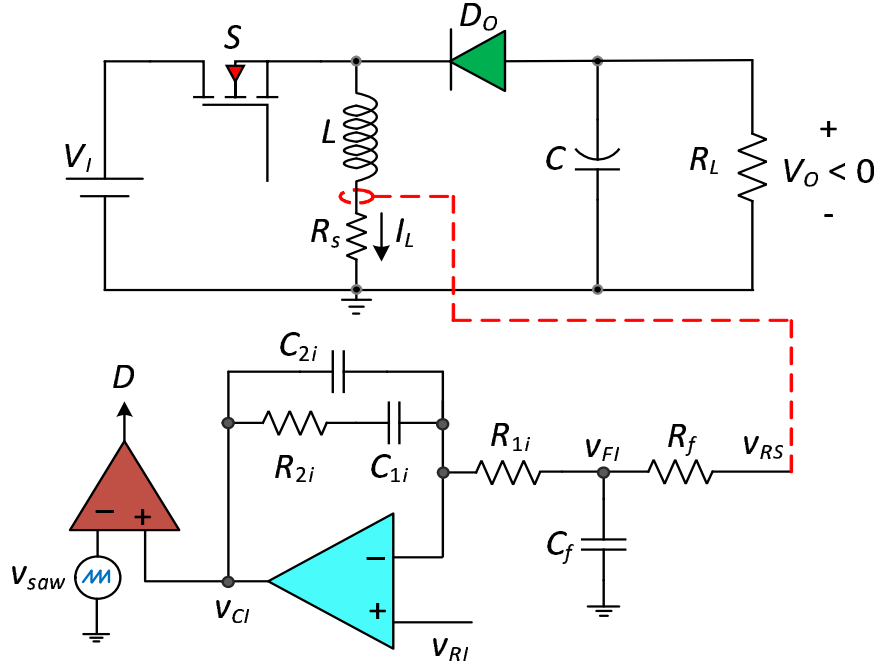 S
D_O
V_I
L
C
R_L
+
V_O < 0
-
R_s
I_L
C_2i
D
R_2i
C_1i
R_1i
v_FI
R_f
v_RS
−
+
C_f
v_saw
v_CI
−
+
v_RI